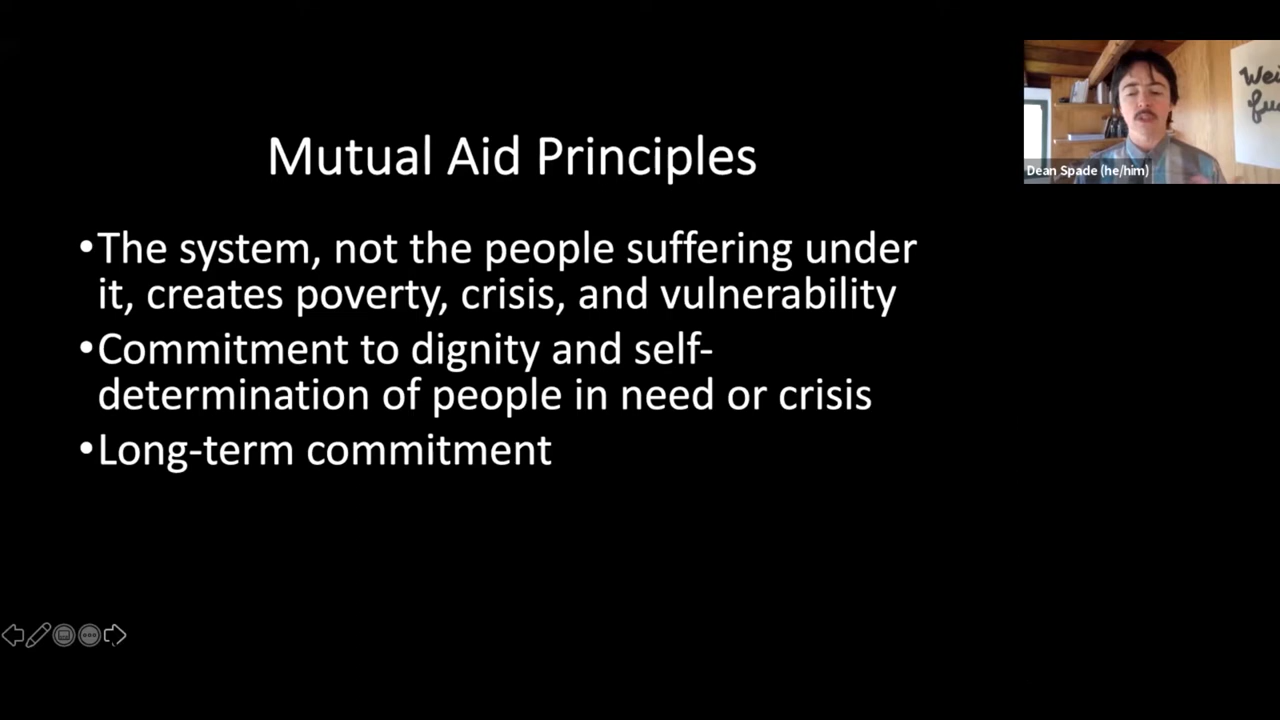 Mutual Aid Principles
•The system, not the people suffering under
it, creates poverty, crisis, and vulnerability
•Commitment to dignity and self-
determination of people in need or crisis
•Long-term commitment
Dean Spade (he/him)